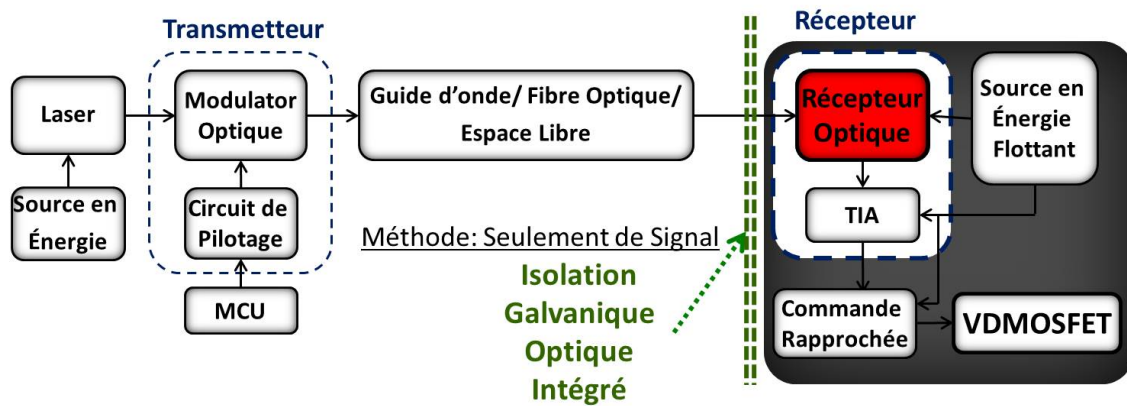 Transmetteur
Récepteur
Laser
Modulator
Optique
Guide d'onde/ Fibre Optique/
Espace Libre
Récepteur
Optique
Source en
Énergie
Flottant
Source en
Énergie
Circuit de
Pilotage
TIA
Méthode: Seulement de Signal
Isolation
Galvanique
Optique
Intégré
MCU
Commande
Rapprochée
VDMOSFET